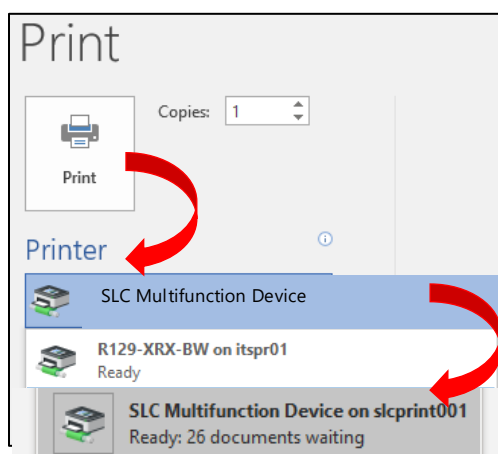 Print
Copies: 1
Print
Printer
SLC Multifunction Device
R129-XRX-BW on itspr01
Ready
SLC Multifunction Device on slcprint001
Ready: 26 documents waiting